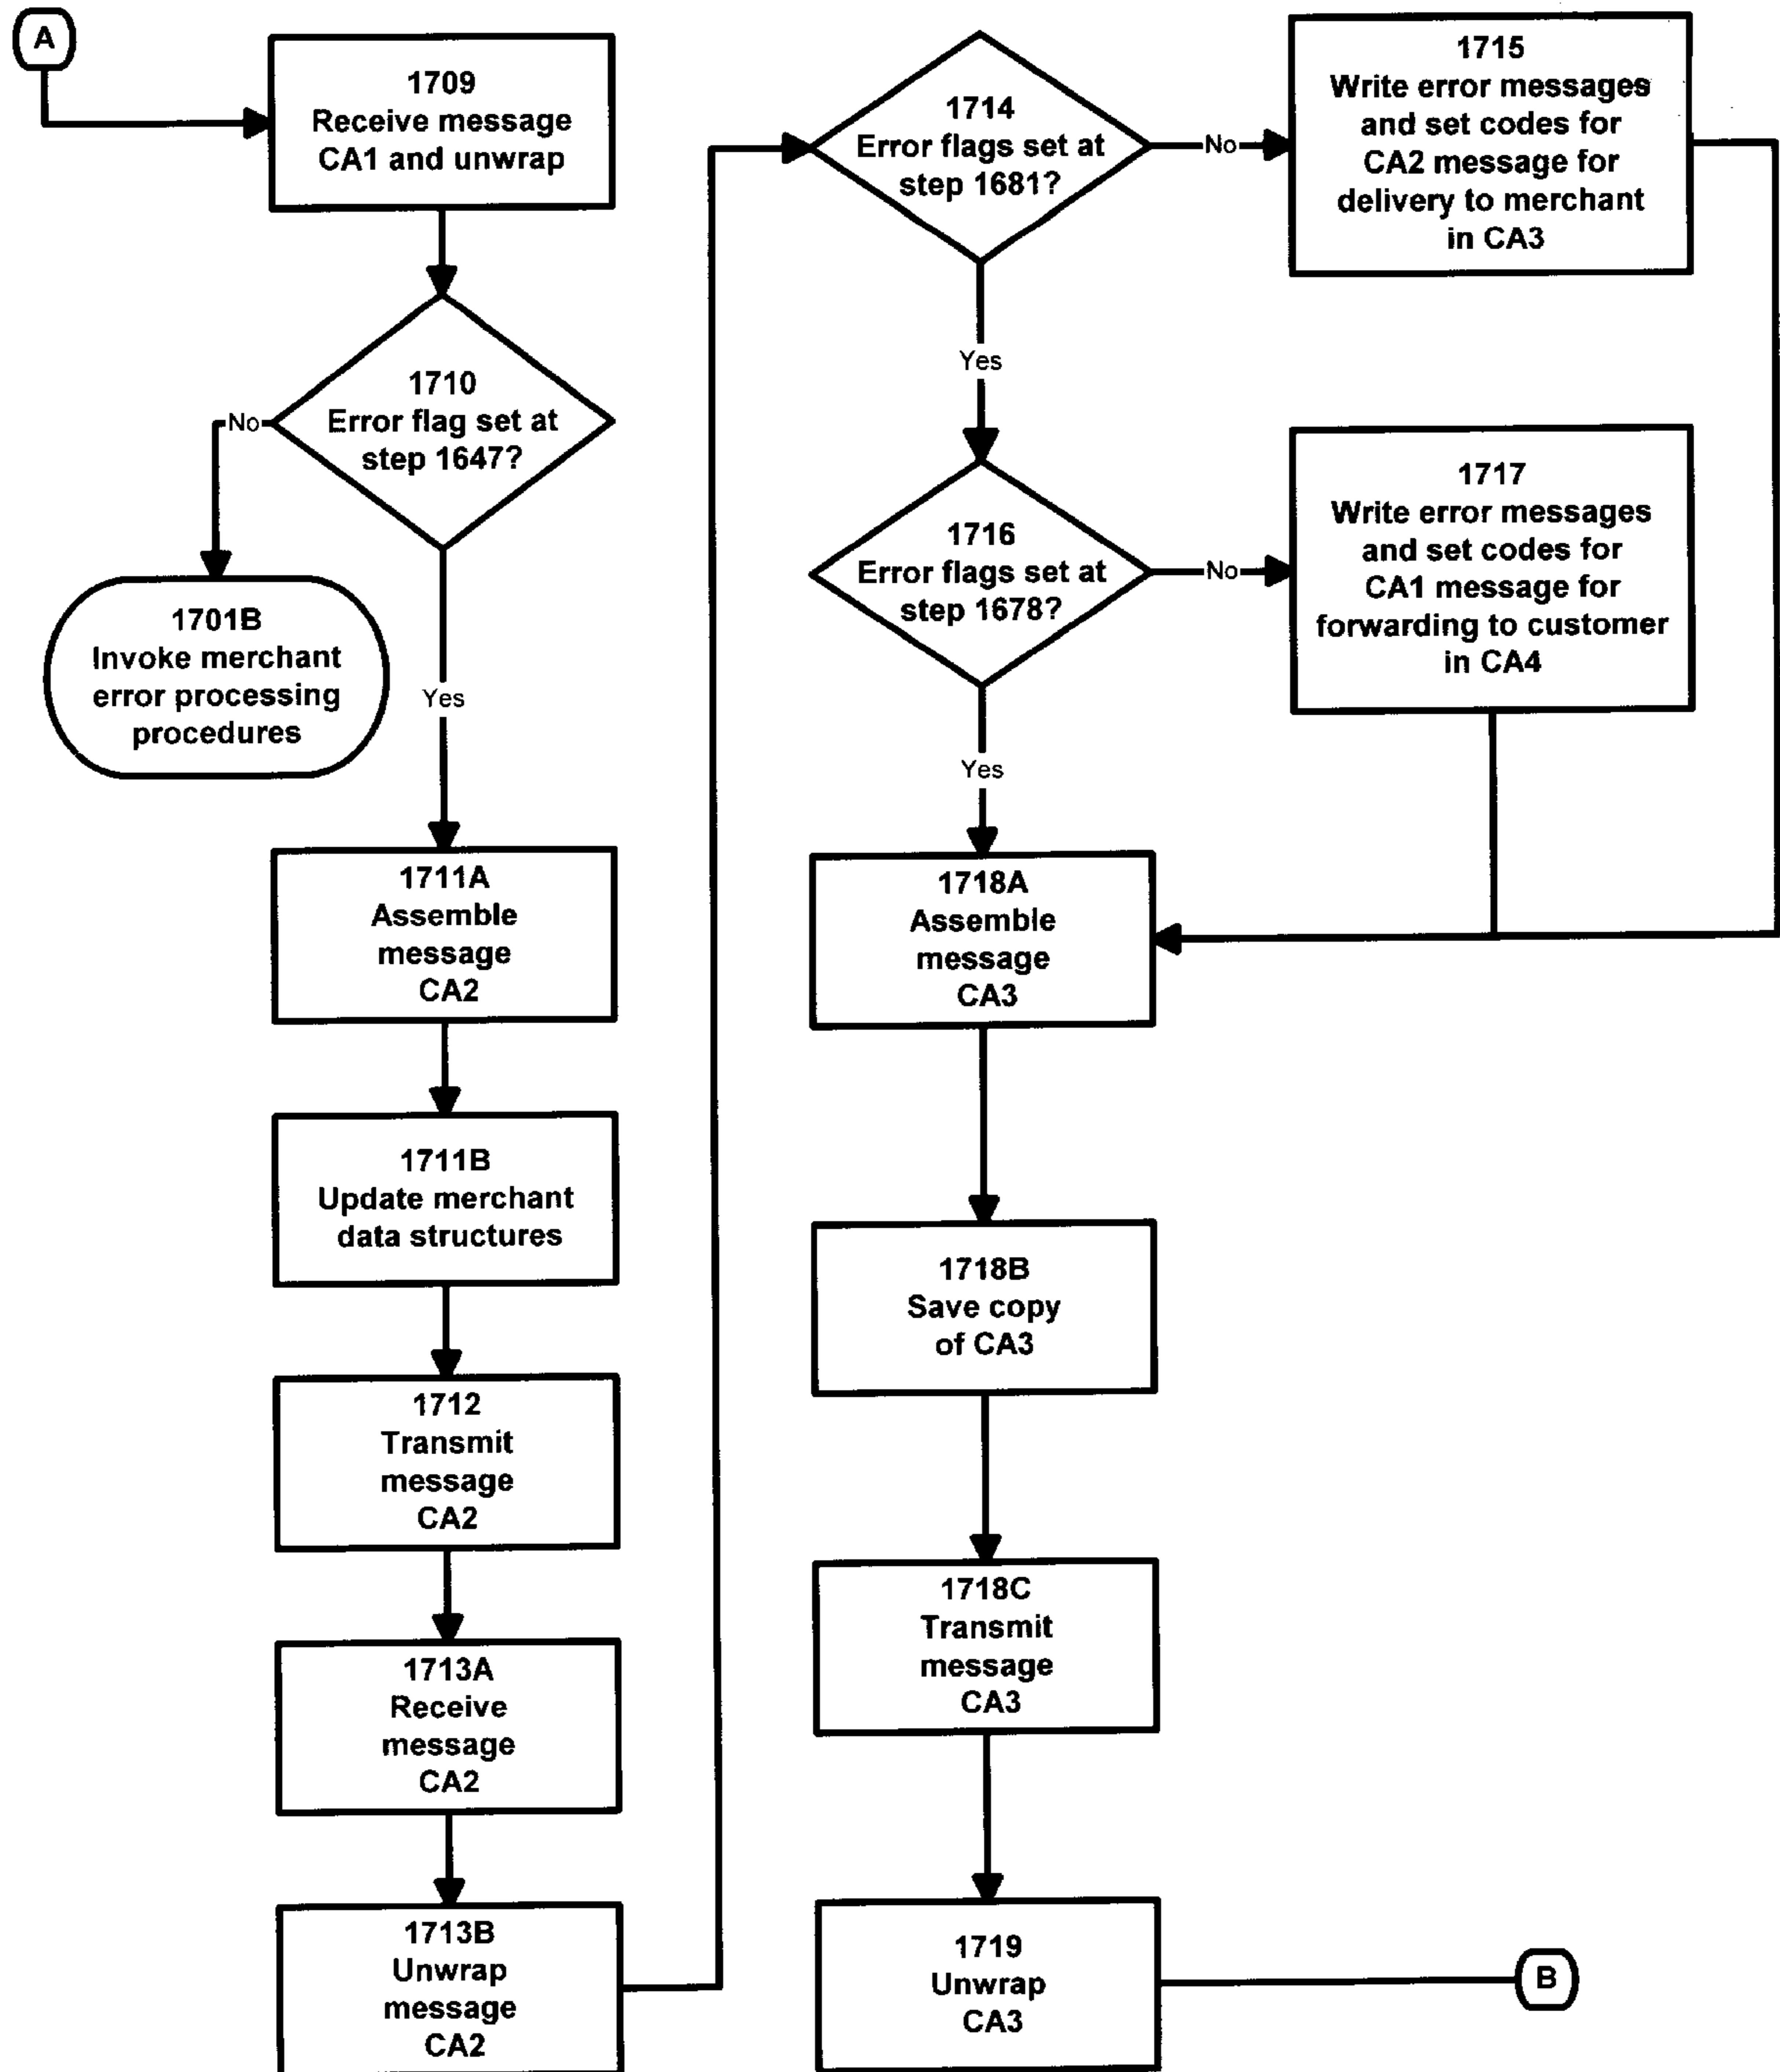 A
1709
Receive message
CA1 and unwrap
1710
Error flag set at
step 1647?
No
1701B
Invoke merchant
error processing
procedures
Yes
1711A
Assemble
message
CA2
1711B
Update merchant
data structures
1712
Transmit
message
CA2
1713A
Receive
message
CA2
1713B
Unwrap
message
CA2
1714
Error flags set at
step 1681?
No
1715
Write error messages
and set codes for
CA2 message for
delivery to merchant
in CA3
Yes
1716
Error flags set at
step 1678?
No
1717
Write error messages
and set codes for
CA1 message for
forwarding to customer
in CA4
Yes
1718A
Assemble
message
CA3
1718B
Save copy
of CA3
1718C
Transmit
message
CA3
1719
Unwrap
CA3
B